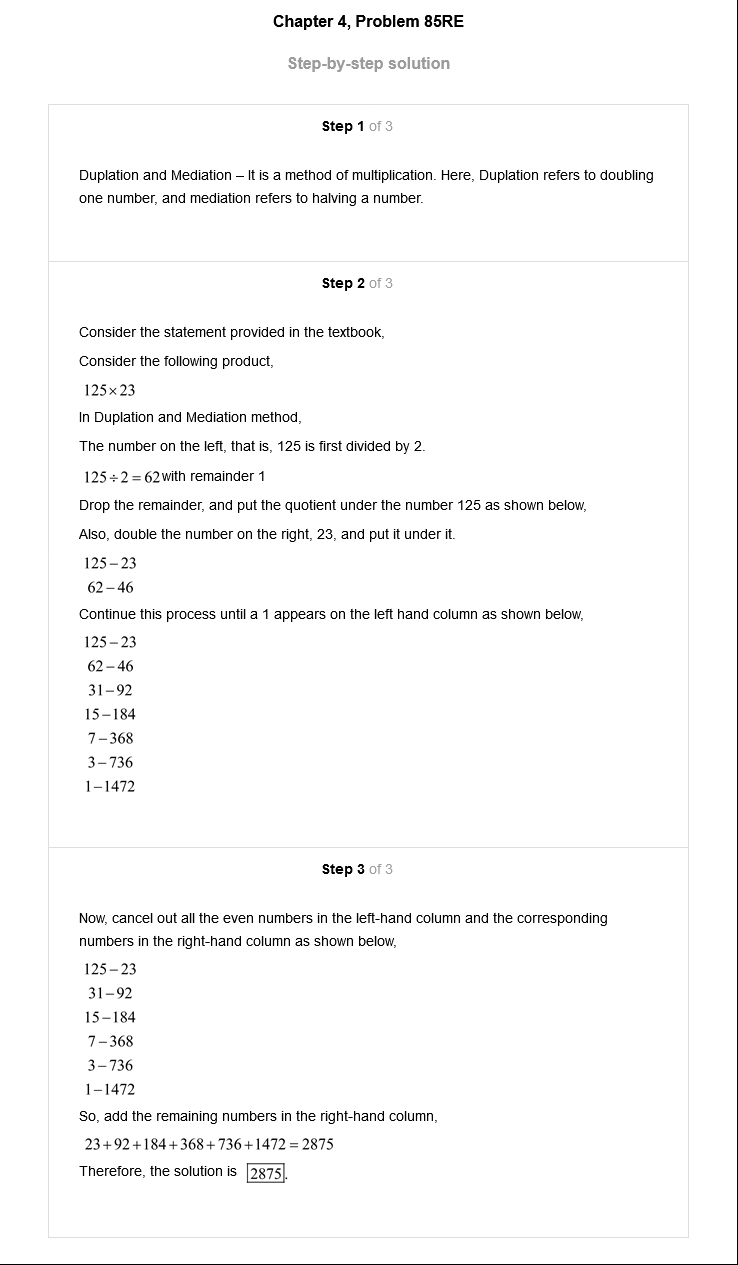 Chapter 4, Problem 85RE
Step-by-step solution
Step 1 of 3
Duplation and Mediation – It is a method of multiplication. Here, Duplation refers to doubling
one number, and mediation refers to halving a number.
Step 2 of 3
Consider the statement provided in the textbook,
Consider the following product,
125×23
In Duplation and Mediation method,
The number on the left, that is, 125 is first divided by 2.
125÷2=62 with remainder 1
Drop the remainder, and put the quotient under the number 125 as shown below,
Also, double the number on the right, 23, and put it under it.
125–23
62–46
Continue this process until a 1 appears on the left hand column as shown below,
125–23
62–46
31–92
15–184
7–368
3–736
1–1472
Step 3 of 3
Now, cancel out all the even numbers in the left-hand column and the corresponding
numbers in the right-hand column as shown below,
125–23
31–92
15–184
7–368
3–736
1–1472
So, add the remaining numbers in the right-hand column,
23+92+184+368+736+1472=2875
Therefore, the solution is 2875.